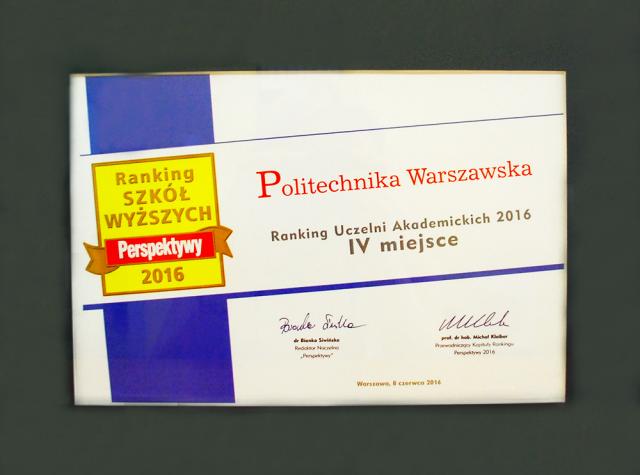 Ranking
SZKÓŁ
WYŻSZYCH
Perspektywy
2016
Politechnika Warszawska
Ranking Uczelni Akademickich 2016
IV miejsce
dr Bianka Siwińska
Redaktor Naczelna
„Perspektywy”
prof. dr hab. Michał Kleiber
Przewodniczący Kapituły Rankingu
Perspektywy 2016
Warszawa, 8 czerwca 2016